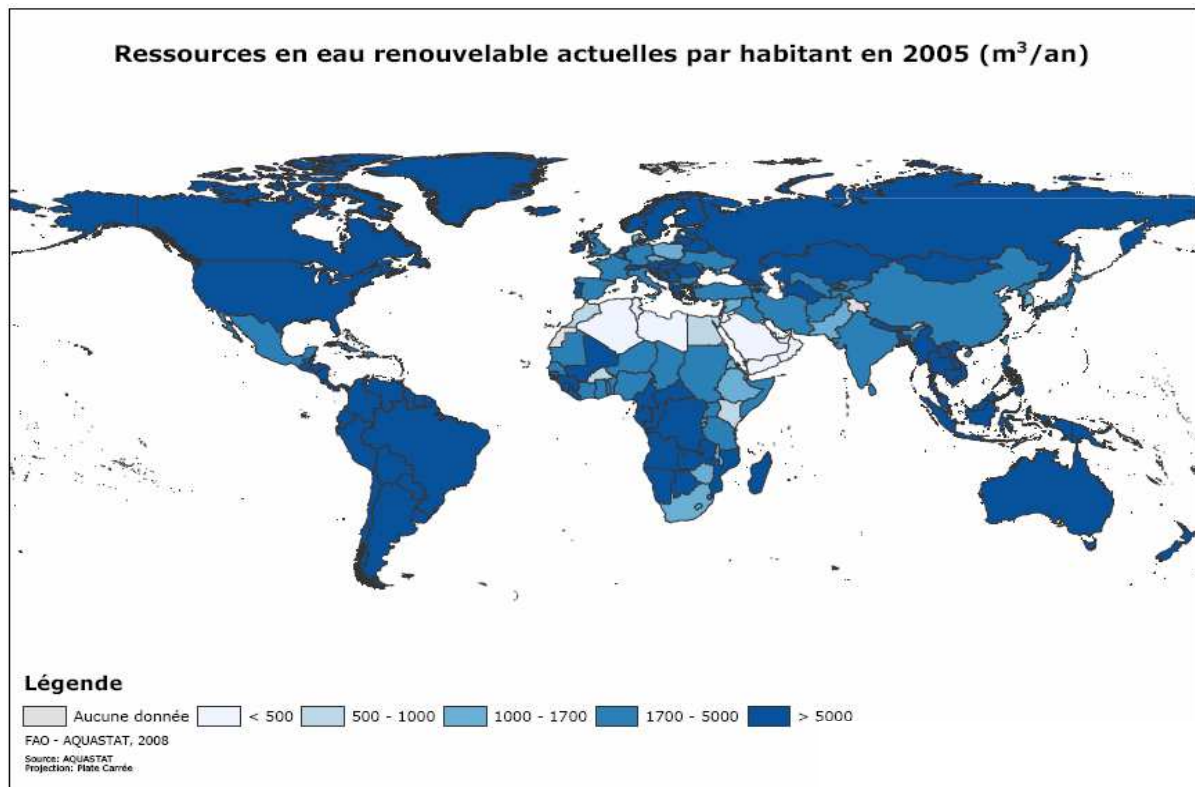 Ressources en eau renouvelable actuelles par habitant en 2005 (m³/an)
Légende
Aucune donnée < 500 500 - 1000 1000 - 1700 1700 - 5000 > 5000
FAO - AQUASTAT, 2008
Source: AQUASTAT
Projection: Plate Carrée